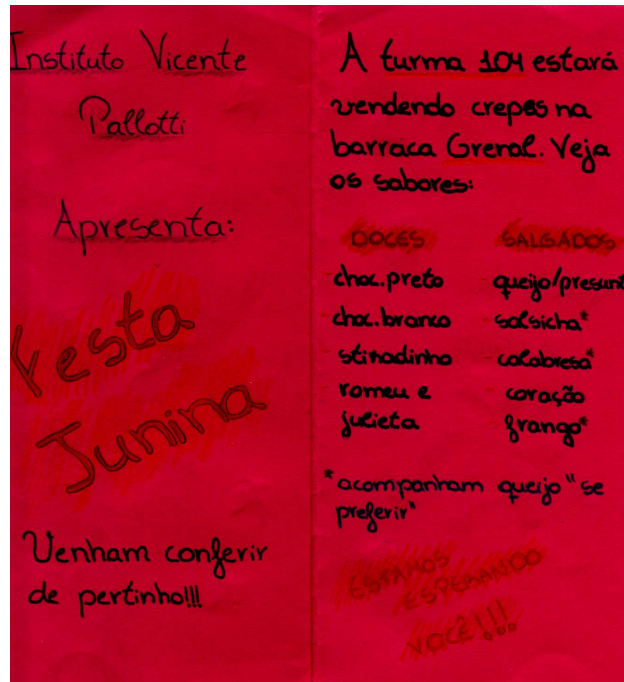 Instituto Vicente
Pallotti
Apresenta:
Festa
Junina
Venham conferir
de pertinho!!!
A turma 104 estará
vendendo crepes na
barraca Grenal. Veja
os sabores:
DOCES SALGADOS
choc.preto queijo/presunt
choc.branco salsicha*
stikadinho calabresa*
romeu e coração
julieta frango*
*acompanham queijo "se
preferir"
ESTAMOS
ESPERANDO
VOCÊ!!!